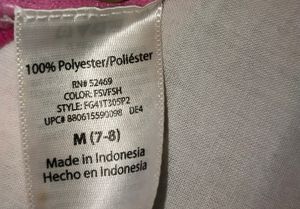 100% Polyester/Poliéster
RN# 52469
COLOR: FSVFSH
STYLE: FG41T305P2
UPC# 880615590098 DE4
M (7-8)
Made in Indonesia
Hecho en Indonesia